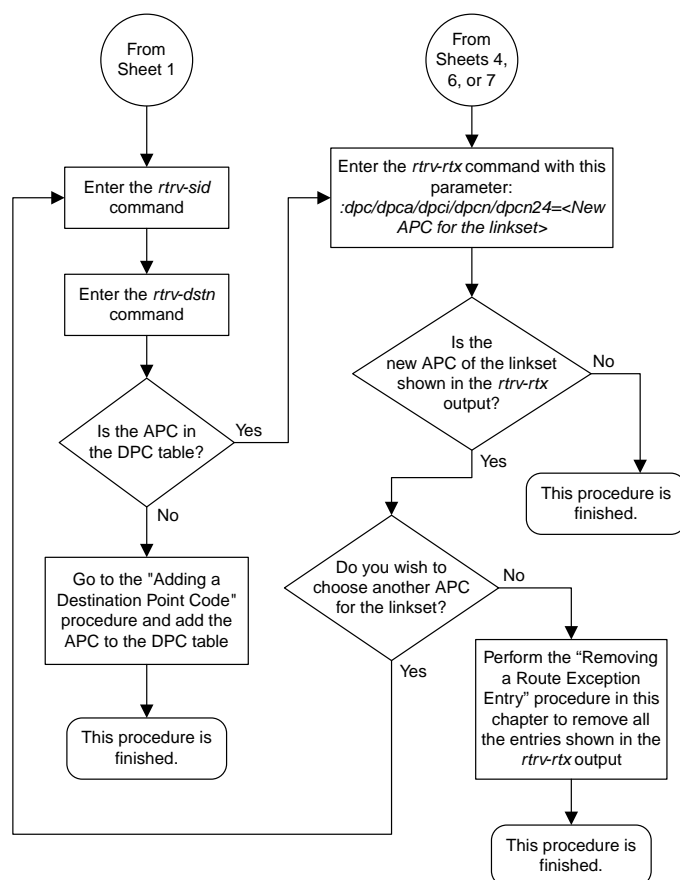 From
Sheet 1
Enter the rtrv-sid
command
Enter the rtrv-dstn
command
Is the APC in
the DPC table?
Yes
No
Go to the "Adding a
Destination Point Code"
procedure and add the
APC to the DPC table
This procedure is
finished.
From
Sheets 4,
6, or 7
Enter the rtrv-rtx command with this
parameter:
:dpc/dpca/dpci/dpcn/dpcn24=<New
APC for the linkset>
Is the
new APC of the linkset
shown in the rtrv-rtx
output?
No
Yes
This procedure is
finished.
Do you wish to
choose another APC
for the linkset?
No
Yes
Perform the “Removing
a Route Exception
Entry” procedure in this
chapter to remove all
the entries shown in the
rtrv-rtx output
This procedure is
finished.